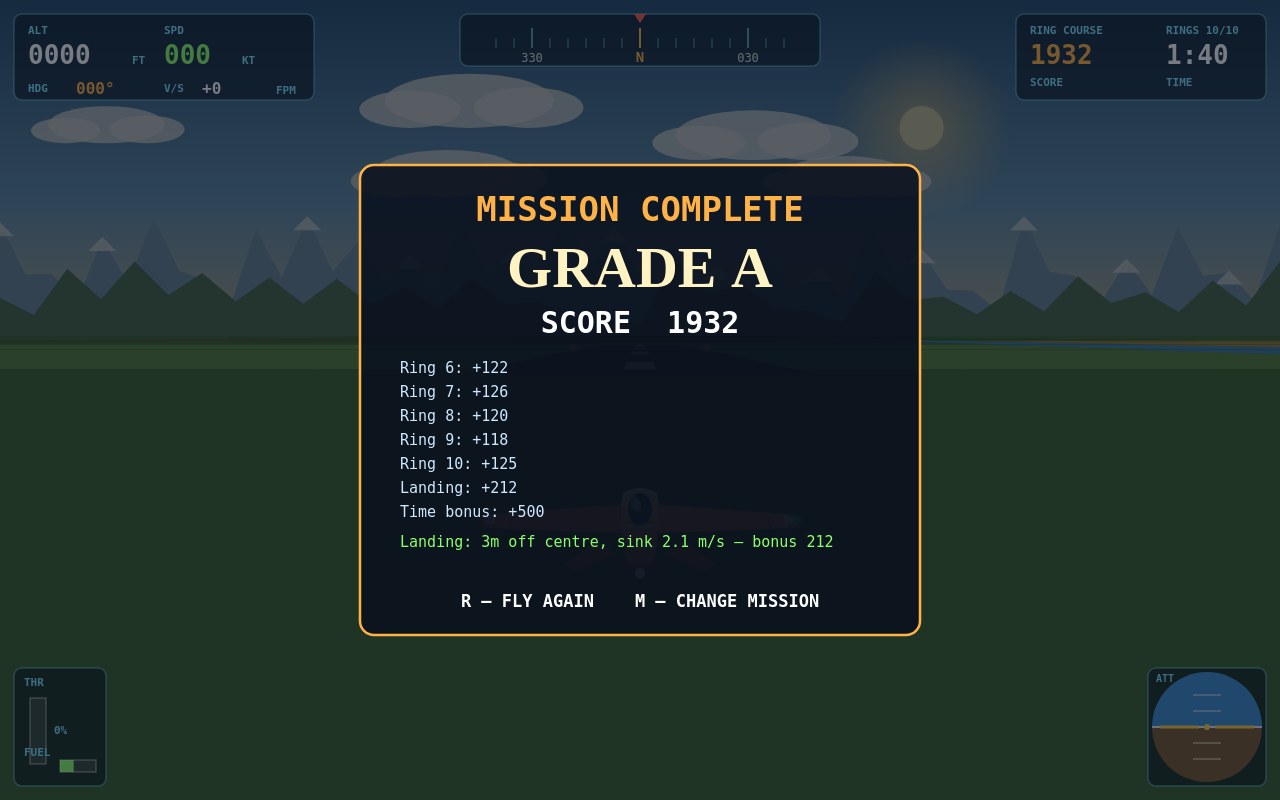 ALT SPD
0000 FT 000 KT
HDG 000° V/S +0 FPM
330 N 030
RING COURSE RINGS 10/10
1932 1:40
SCORE TIME
MISSION COMPLETE
GRADE A
SCORE 1932
Ring 6: +122
Ring 7: +126
Ring 8: +120
Ring 9: +118
Ring 10: +125
Landing: +212
Time bonus: +500
Landing: 3m off centre, sink 2.1 m/s — bonus 212
R — FLY AGAIN M — CHANGE MISSION
THR
0%
FUEL
ATT